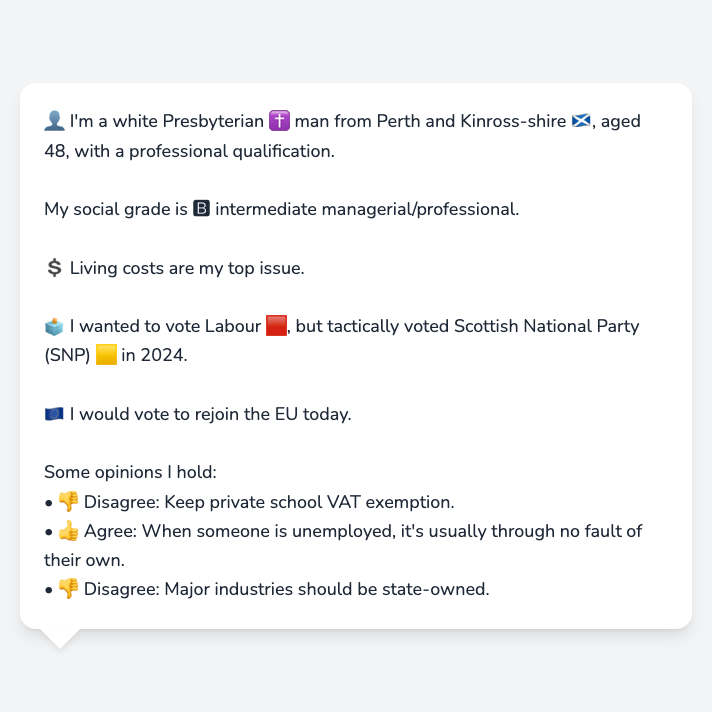 👤 I'm a white Presbyterian ✝️ man from Perth and Kinross-shire 🏴󠁧󠁢󠁳󠁣󠁴󠁿, aged
48, with a professional qualification.
My social grade is 🅱 intermediate managerial/professional.
💲 Living costs are my top issue.
🗳️ I wanted to vote Labour 🟥, but tactically voted Scottish National Party
(SNP) 🟨 in 2024.
🇪🇺 I would vote to rejoin the EU today.
Some opinions I hold:
• 👎 Disagree: Keep private school VAT exemption.
• 👍 Agree: When someone is unemployed, it's usually through no fault of
their own.
• 👎 Disagree: Major industries should be state-owned.